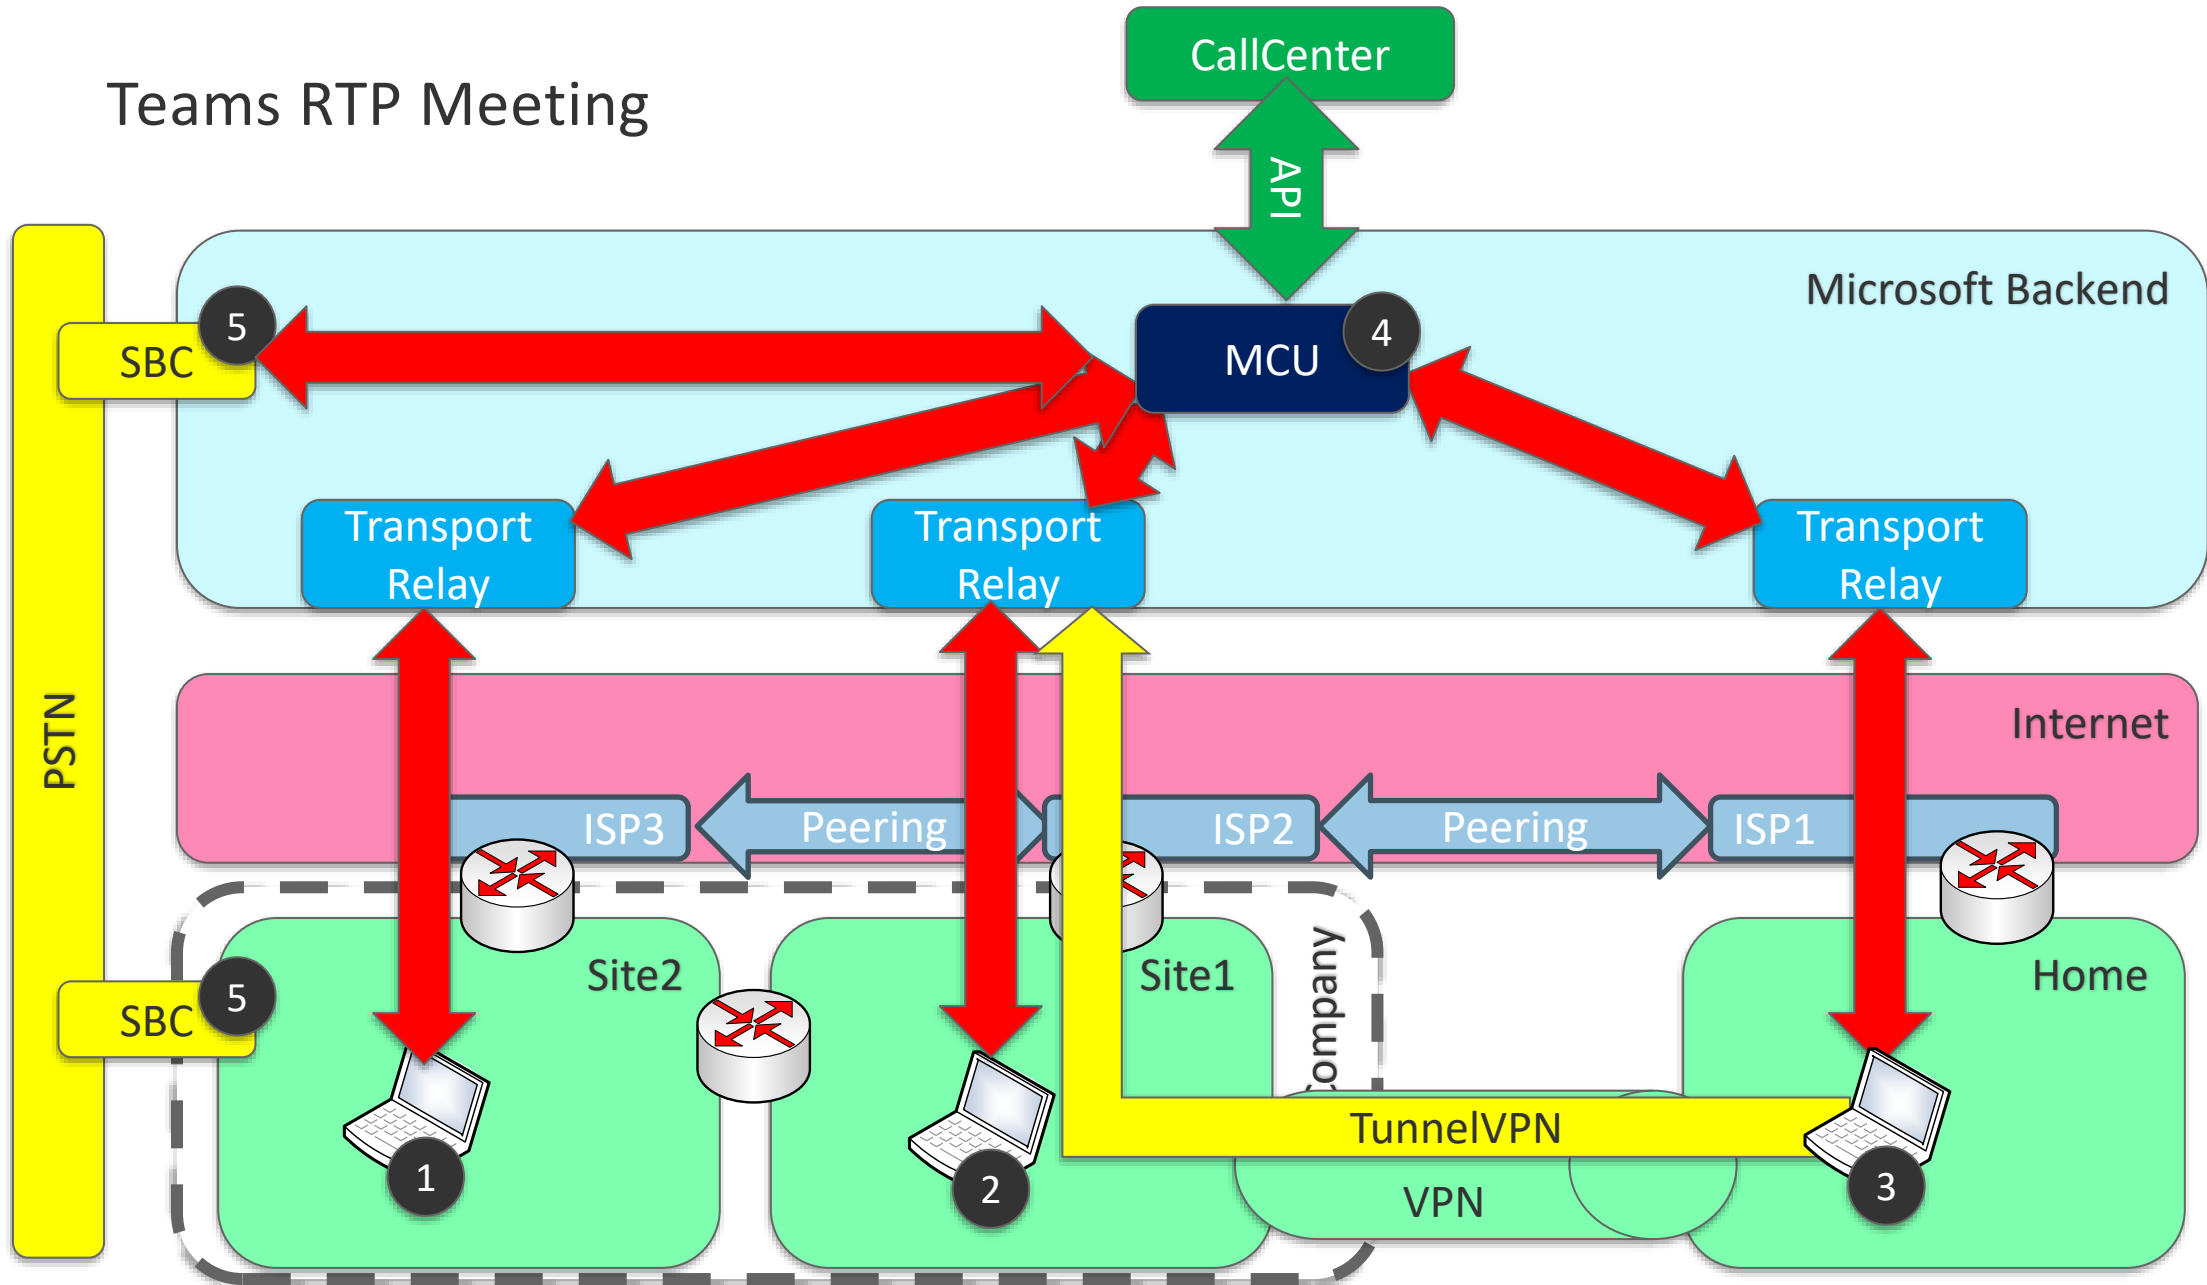 CallCenter
Teams RTP Meeting
API
Microsoft Backend
5
4
SBC
MCU
Transport
Relay
Transport
Relay
Transport
Relay
PSTN
Internet
ISP3
Peering
ISP2
Peering
ISP1
Site2
Site1
Company
Home
5
SBC
TunnelVPN
1
2
VPN
3